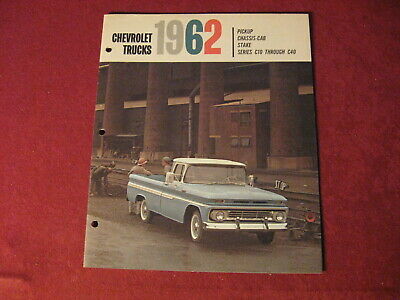 CHEVROLET
TRUCKS
1962
PICKUP
CHASSIS-CAB
STAKE
SERIES C10 THROUGH C40